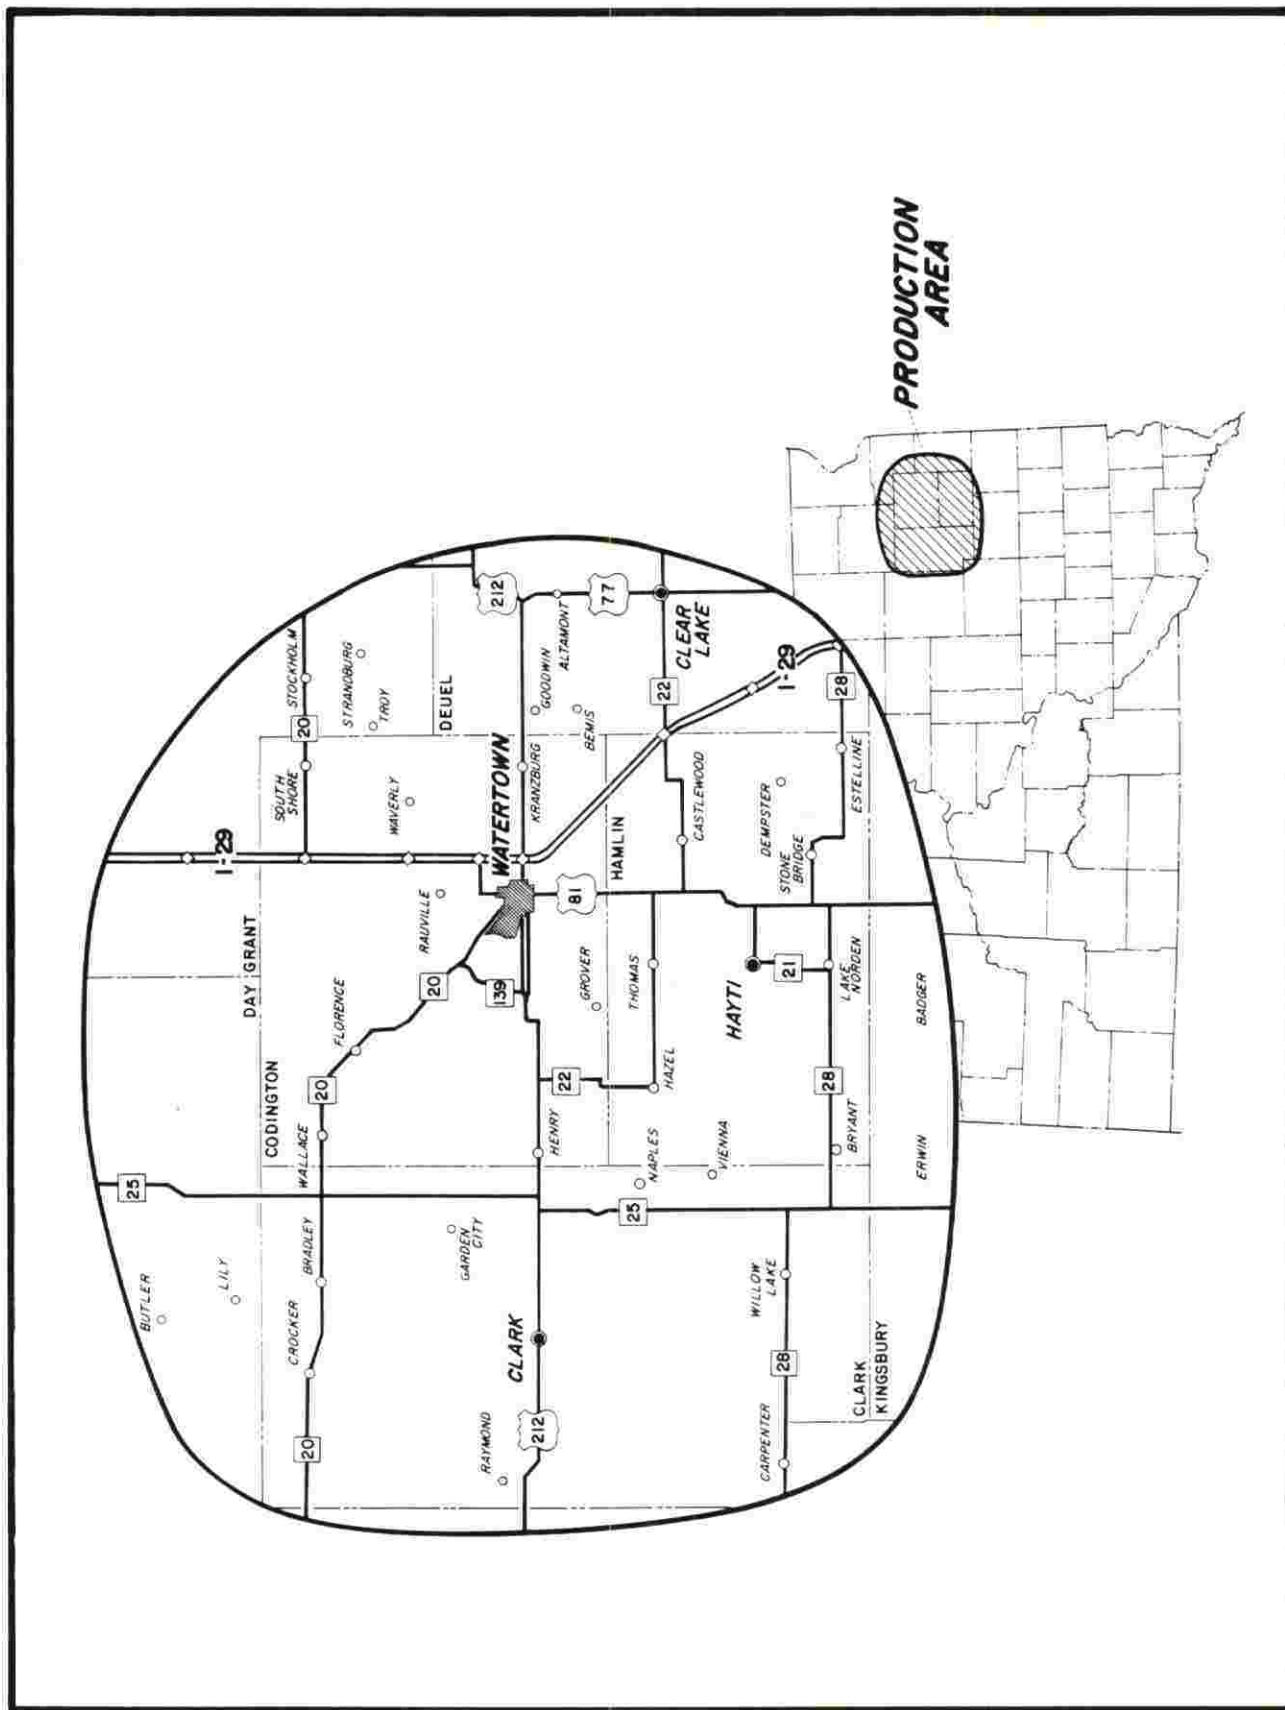 BUTLER
25
LILY
DAY
GRANT
I-29
CODINGTON
20
CROCKER
BRADLEY
WALLACE
20
FLORENCE
SOUTH
SHORE
20
STOCKHOLM
STRANDBURG
TROY
WAVERLY
20
RAUVILLE
DEUEL
GARDEN
CITY
139
WATERTOWN
212
RAYMOND
212
CLARK
HENRY
22
GROVER
81
KRANZBURG
GOODWIN
ALTAMONT
BEMIS
77
HAMLIN
25
NAPLES
HAZEL
THOMAS
CASTLEWOOD
22
CLEAR
LAKE
VIENNA
HAYTI
I-29
CARPENTER
28
WILLOW
LAKE
21
STONE
BRIDGE
DEMPSTER
BRYANT
28
LAKE
NORDEN
ESTELLINE
28
CLARK
KINGSBURY
ERWIN
BADGER
PRODUCTION
AREA